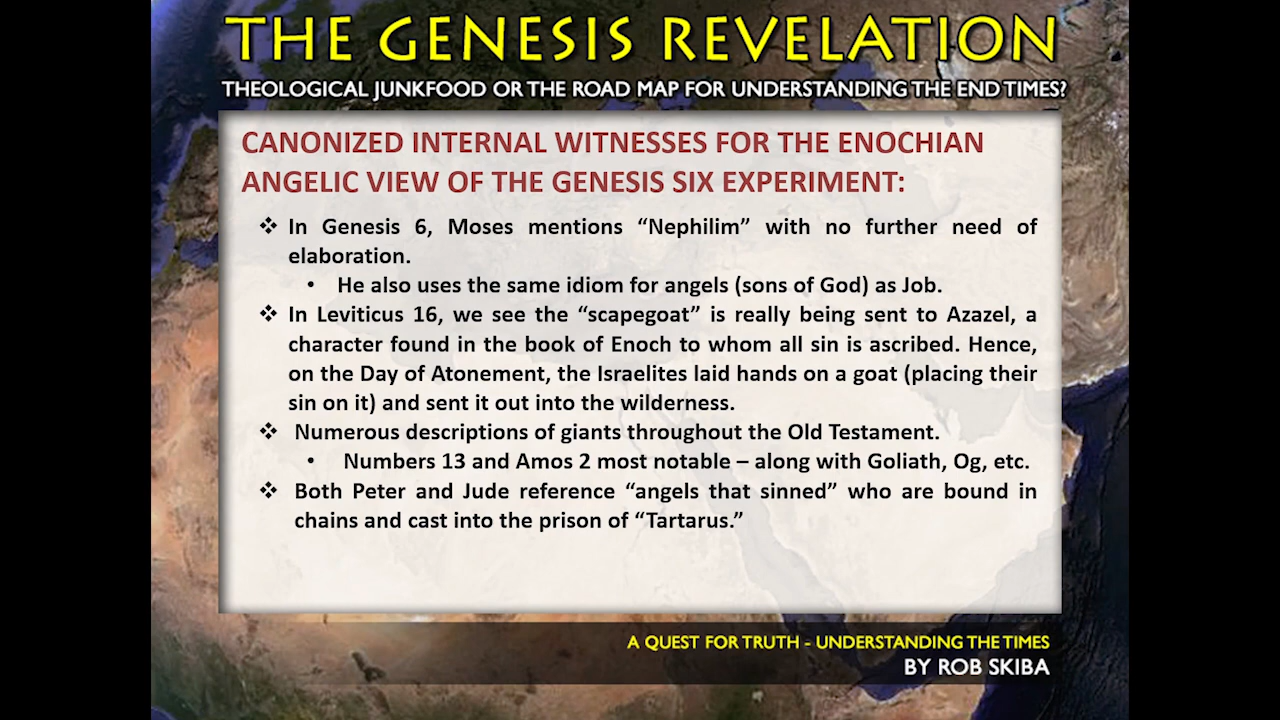 THE GENESIS REVELATION
THEOLOGICAL JUNKFOOD OR THE ROAD MAP FOR UNDERSTANDING THE END TIMES?
CANONIZED INTERNAL WITNESSES FOR THE ENOCHIAN
ANGELIC VIEW OF THE GENESIS SIX EXPERIMENT:
❖ In Genesis 6, Moses mentions “Nephilim” with no further need of
elaboration.
• He also uses the same idiom for angels (sons of God) as Job.
❖ In Leviticus 16, we see the “scapegoat” is really being sent to Azazel, a
character found in the book of Enoch to whom all sin is ascribed. Hence,
on the Day of Atonement, the Israelites laid hands on a goat (placing their
sin on it) and sent it out into the wilderness.
❖ Numerous descriptions of giants throughout the Old Testament.
• Numbers 13 and Amos 2 most notable – along with Goliath, Og, etc.
❖ Both Peter and Jude reference “angels that sinned” who are bound in
chains and cast into the prison of “Tartarus.”
A QUEST FOR TRUTH - UNDERSTANDING THE TIMES
BY ROB SKIBA